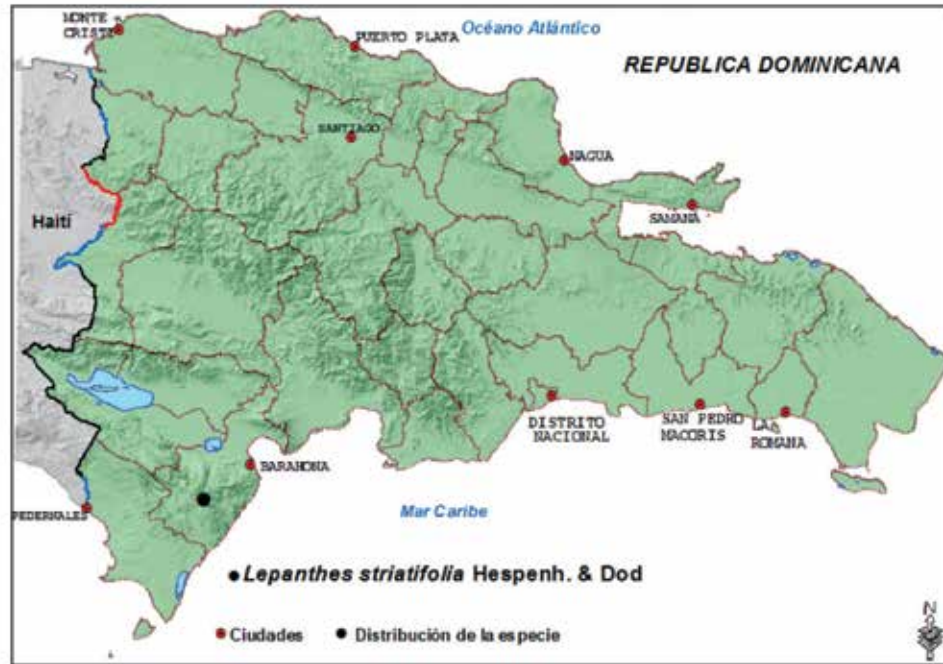 MONTE
CRISTI
PUERTO PLATA
Océano Atlántico
REPUBLICA DOMINICANA
SANTIAGO
NAGUA
SAMANA
Haití
DISTRITO
NACIONAL
SAN PEDRO
MACORIS
LA
ROMANA
BARAHONA
PEDERNALES
Mar Caribe
Lepanthes striatifolia Hespenh. & Dod
Ciudades
Distribución de la especie
N